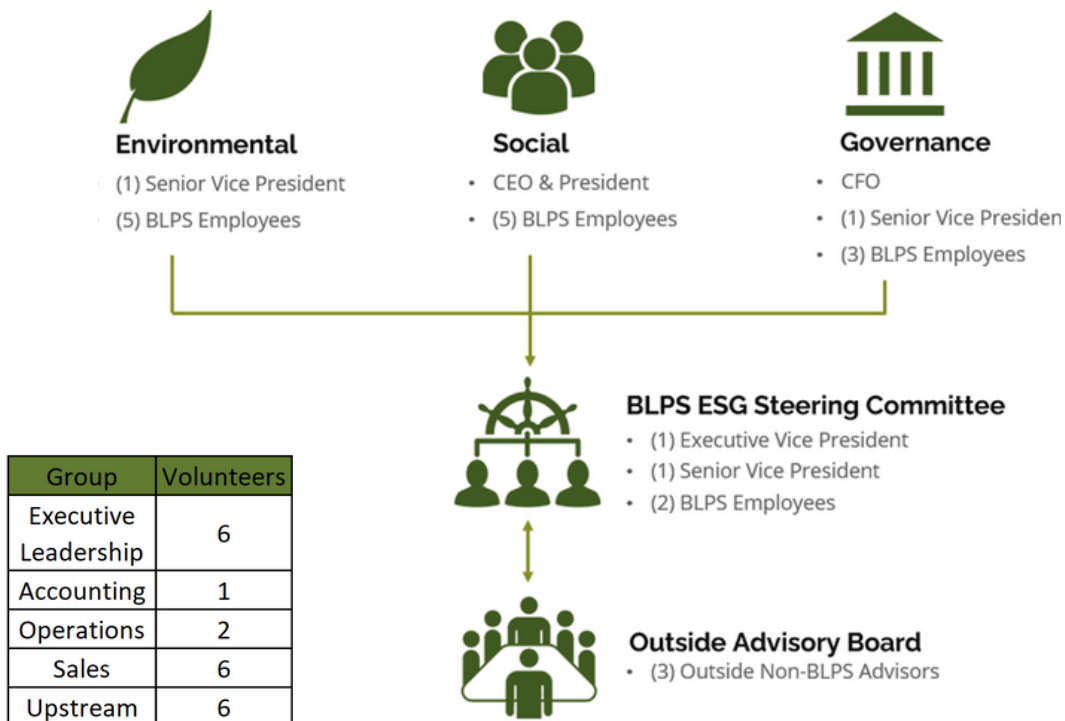 Environmental
(1) Senior Vice President
(5) BLPS Employees
Social
• CEO & President
• (5) BLPS Employees
Governance
• CFO
• (1) Senior Vice Presiden
• (3) BLPS Employees
BLPS ESG Steering Committee
• (1) Executive Vice President
• (1) Senior Vice President
• (2) BLPS Employees
Outside Advisory Board
• (3) Outside Non-BLPS Advisors
Group Volunteers
Executive
Leadership 6
Accounting 1
Operations 2
Sales 6
Upstream 6